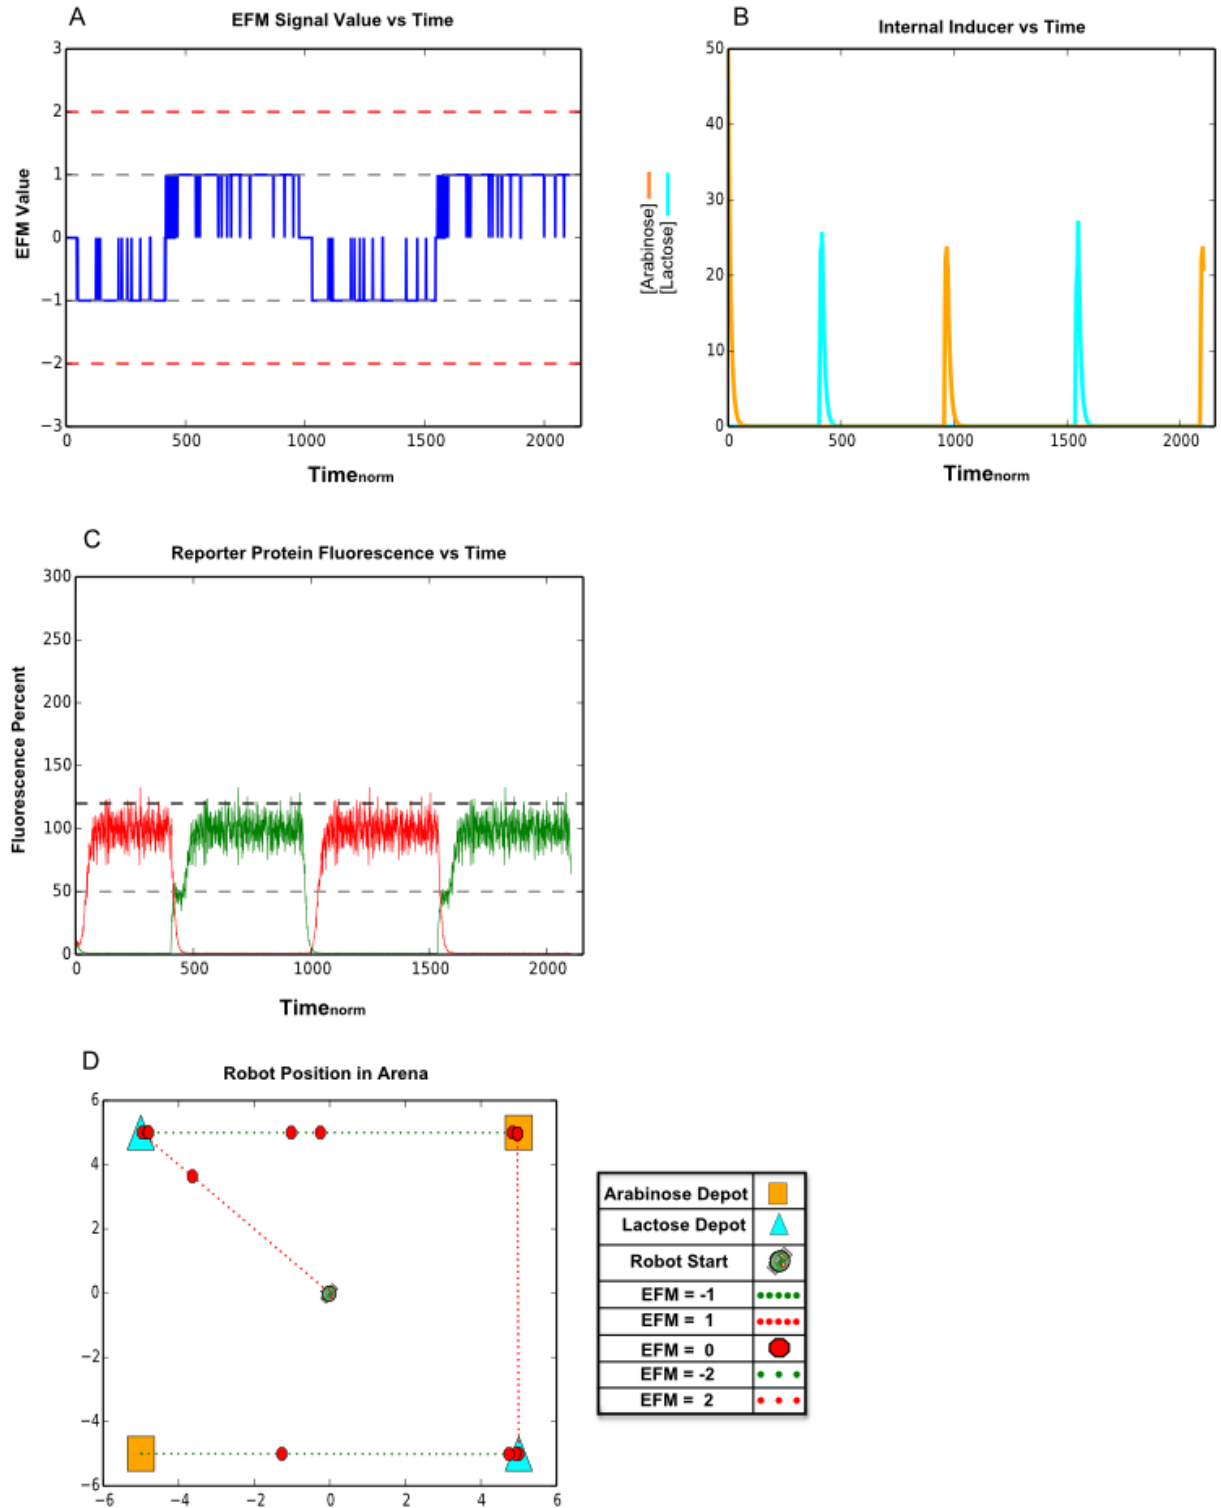 A
EFM Signal Value vs Time
3
2
1
0
−1
−2
−3
EFM Value
0 500 1000 1500 2000
Timenorm
B
Internal Inducer vs Time
50
40
30
20
10
0
[Arabinose]
[Lactose]
0 500 1000 1500 2000
Timenorm
C
Reporter Protein Fluorescence vs Time
300
250
200
150
100
50
0
Fluorescence Percent
0 500 1000 1500 2000
Timenorm
D
Robot Position in Arena
6
4
2
0
−2
−4
−6
−6 −4 −2 0 2 4 6
Arabinose Depot
Lactose Depot
Robot Start
EFM = -1
EFM = 1
EFM = 0
EFM = -2
EFM = 2